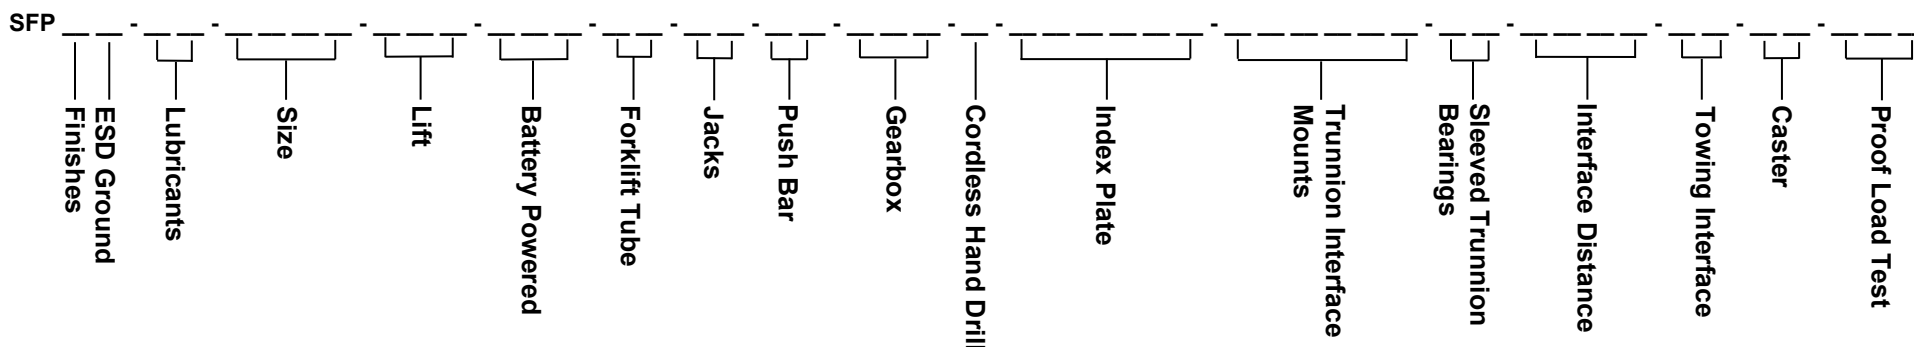 SFP _ _ - _ _ - _ _ _ _ - _ _ _ - _ _ _ - _ _ - _ _ - _ _ - _ _ _ - _ - _ _ _ _ _ _ - _ _ _ _ _ _ - _ _ - _ _ _ _ - _ _ - _ _ - _ _ _
Finishes
ESD Ground
Lubricants
Size
Lift
Battery Powered
Forklift Tube
Jacks
Push Bar
Gearbox
Cordless Hand Drill
Index Plate
Trunnion Interface
Mounts
Sleeved Trunnion
Bearings
Interface Distance
Towing Interface
Caster
Proof Load Test